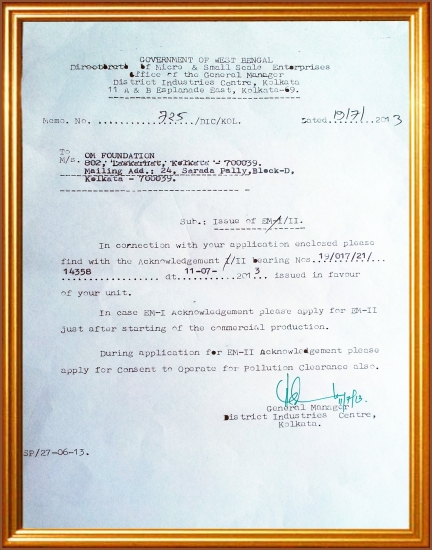 GOVERNMENT OF WEST BENGAL
Directorate of Micro & Small Scale Enterprises
Office of the General Manager
District Industries Centre, Kolkata
11 A & B Esplanade East, Kolkata-69.
Memo. No. ........725......../DIC/KOL. Dated...19/7/...2013
To
M/s. OM FOUNDATION
802, Laskarhat, Kolkata - 700039.
Mailing Add.: 24, Sarada Pally,Block-D,
Kolkata - 700039.
Sub.: Issue of EM-I/II.
In connection with your application enclosed please
find with the Acknowledgement I/II bearing Nos. 19/017/21/...
14358 ............ dt. 11-07- 2013 issued in favour
of your unit.
In case EM-I Acknowledgement please apply for EM-II
just after starting of the commercial production.
During application for EM-II Acknowledgement please
apply for Consent to Operate for Pollution Clearance also.
General Manager,
District Industries Centre,
Kolkata.
SP/27-06-13.